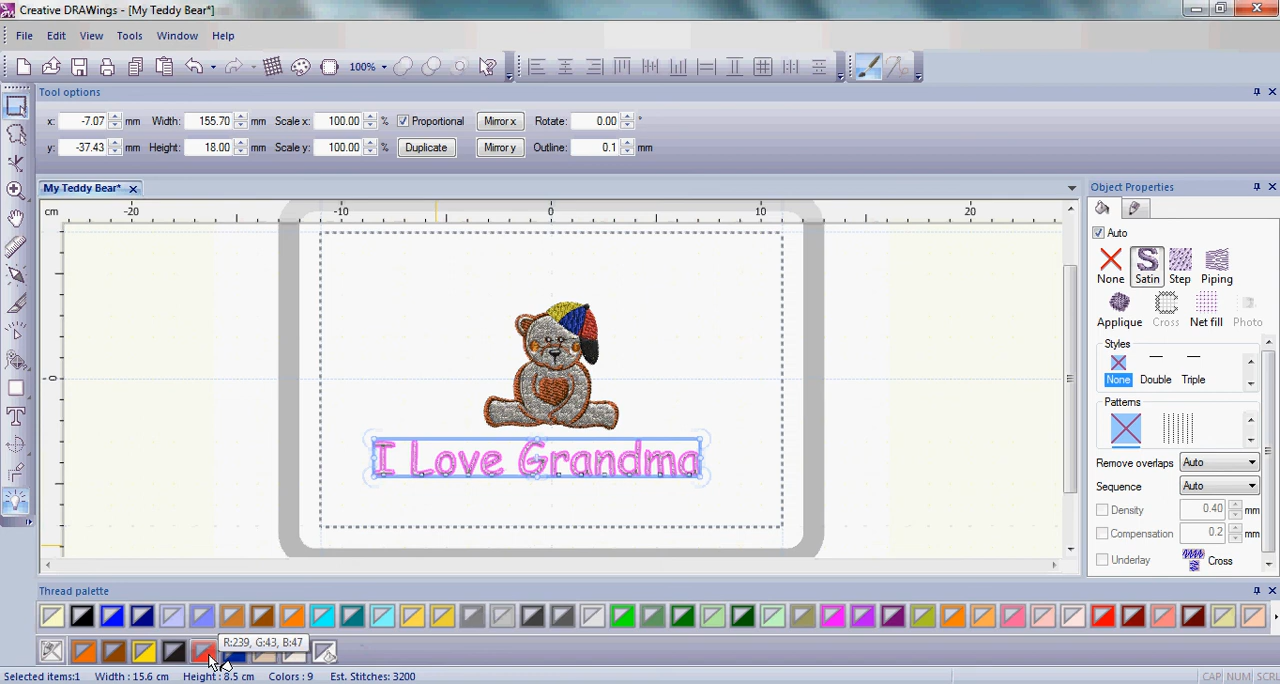 Creative DRAWings - [My Teddy Bear*]
File Edit View Tools Window Help
100%
Tool options
x: -7.07 mm Width: 155.70 mm Scale x: 100.00 % Proportional Mirror x Rotate: 0.00 °
y: -37.43 mm Height: 18.00 mm Scale y: 100.00 % Duplicate Mirror y Outline: 0.1 mm
My Teddy Bear*
Object Properties
cm -20 -10 0 10 20
Auto
None Satin Step Piping
Applique Cross Net fill Photo
Styles
None Double Triple
0
Patterns
I Love Grandma
Remove overlaps Auto
Sequence Auto
Density 0.40 mm
Compensation 0.2 mm
Underlay Cross
Thread palette
R:239, G:43, B:47
Selected items:1 Width : 15.6 cm Height : 8.5 cm Colors : 9 Est. Stitches: 3200 CAP NUM SCRL